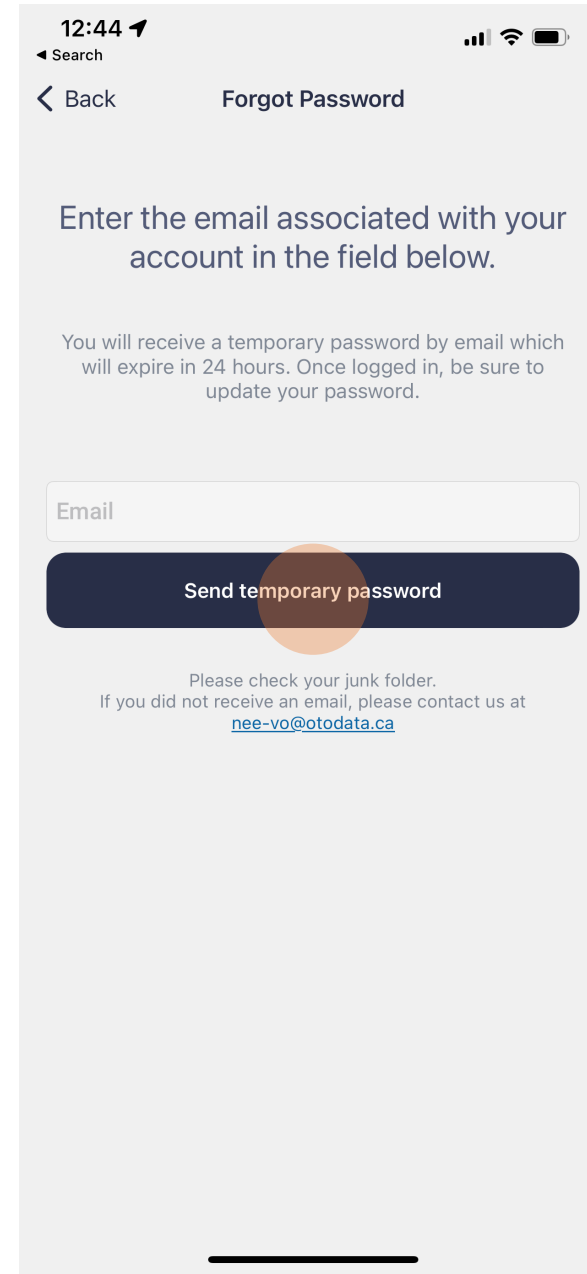 12:44
Search
Back
Forgot Password
Enter the email associated with your
account in the field below.
You will receive a temporary password by email which
will expire in 24 hours. Once logged in, be sure to
update your password.
Email
Send temporary password
Please check your junk folder.
If you did not receive an email, please contact us at
nee-vo@otodata.ca